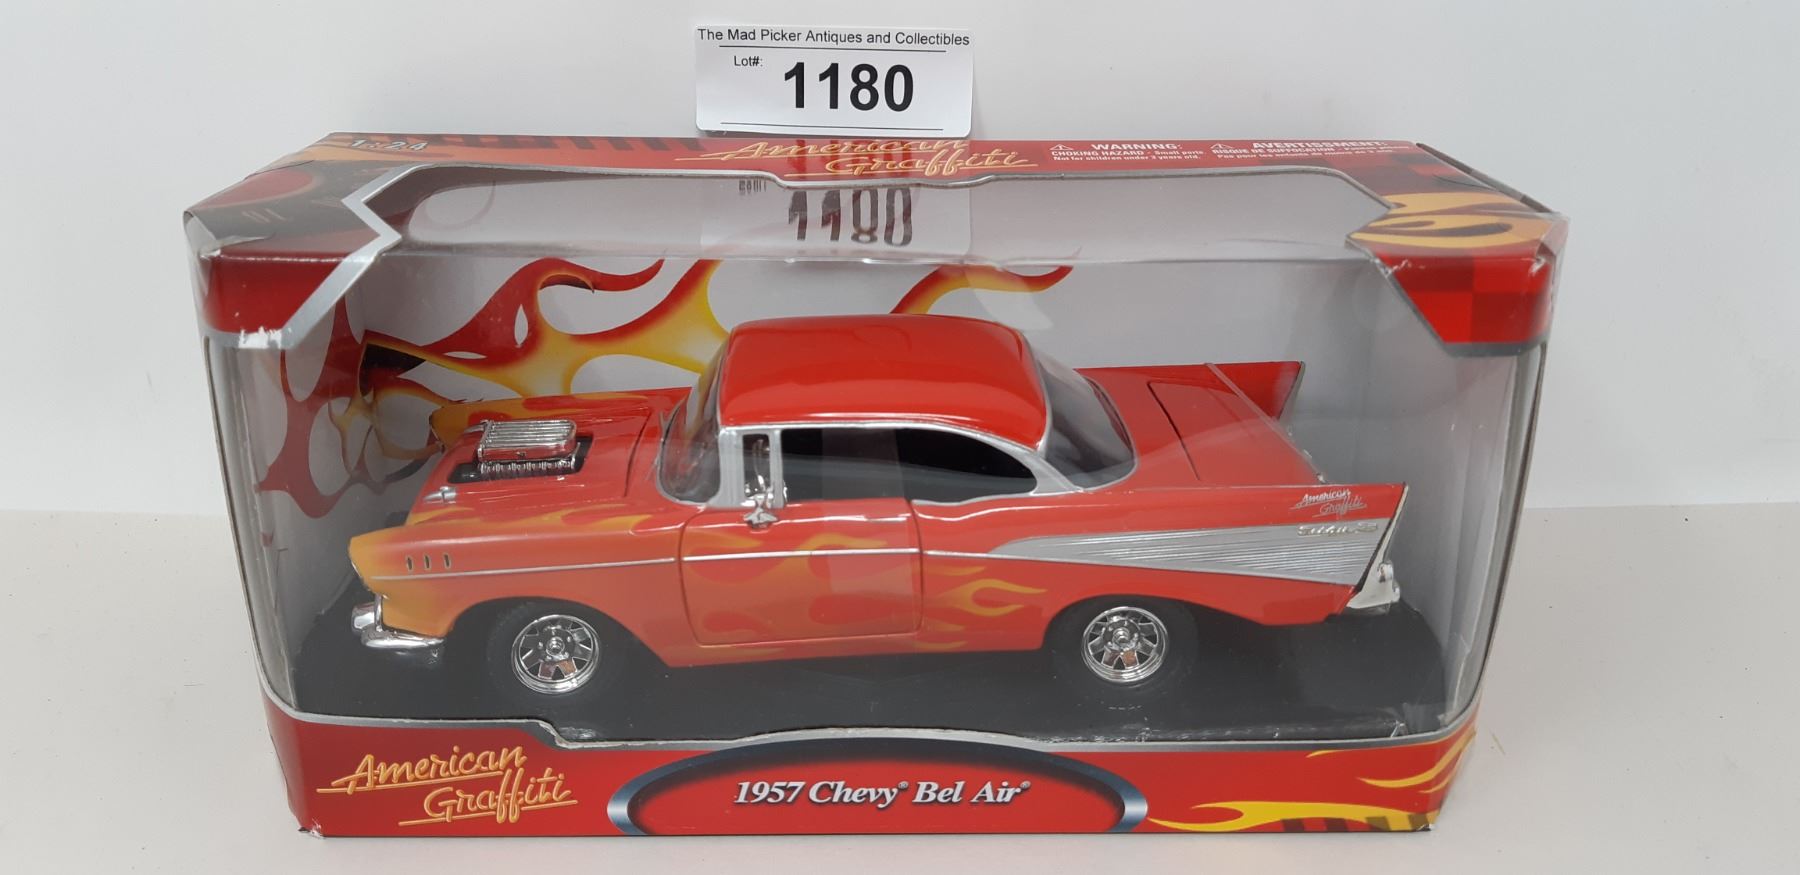 The Mad Picker Antiques and Collectibles
Lot#:
1180
1:24
American
Graffiti
WARNING:
CHOKING HAZARD - Small parts
Not for children under 3 years old.
AVERTISSEMENT:
1180
American
Graffiti
American
Graffiti
1957 Chevy® Bel Air®